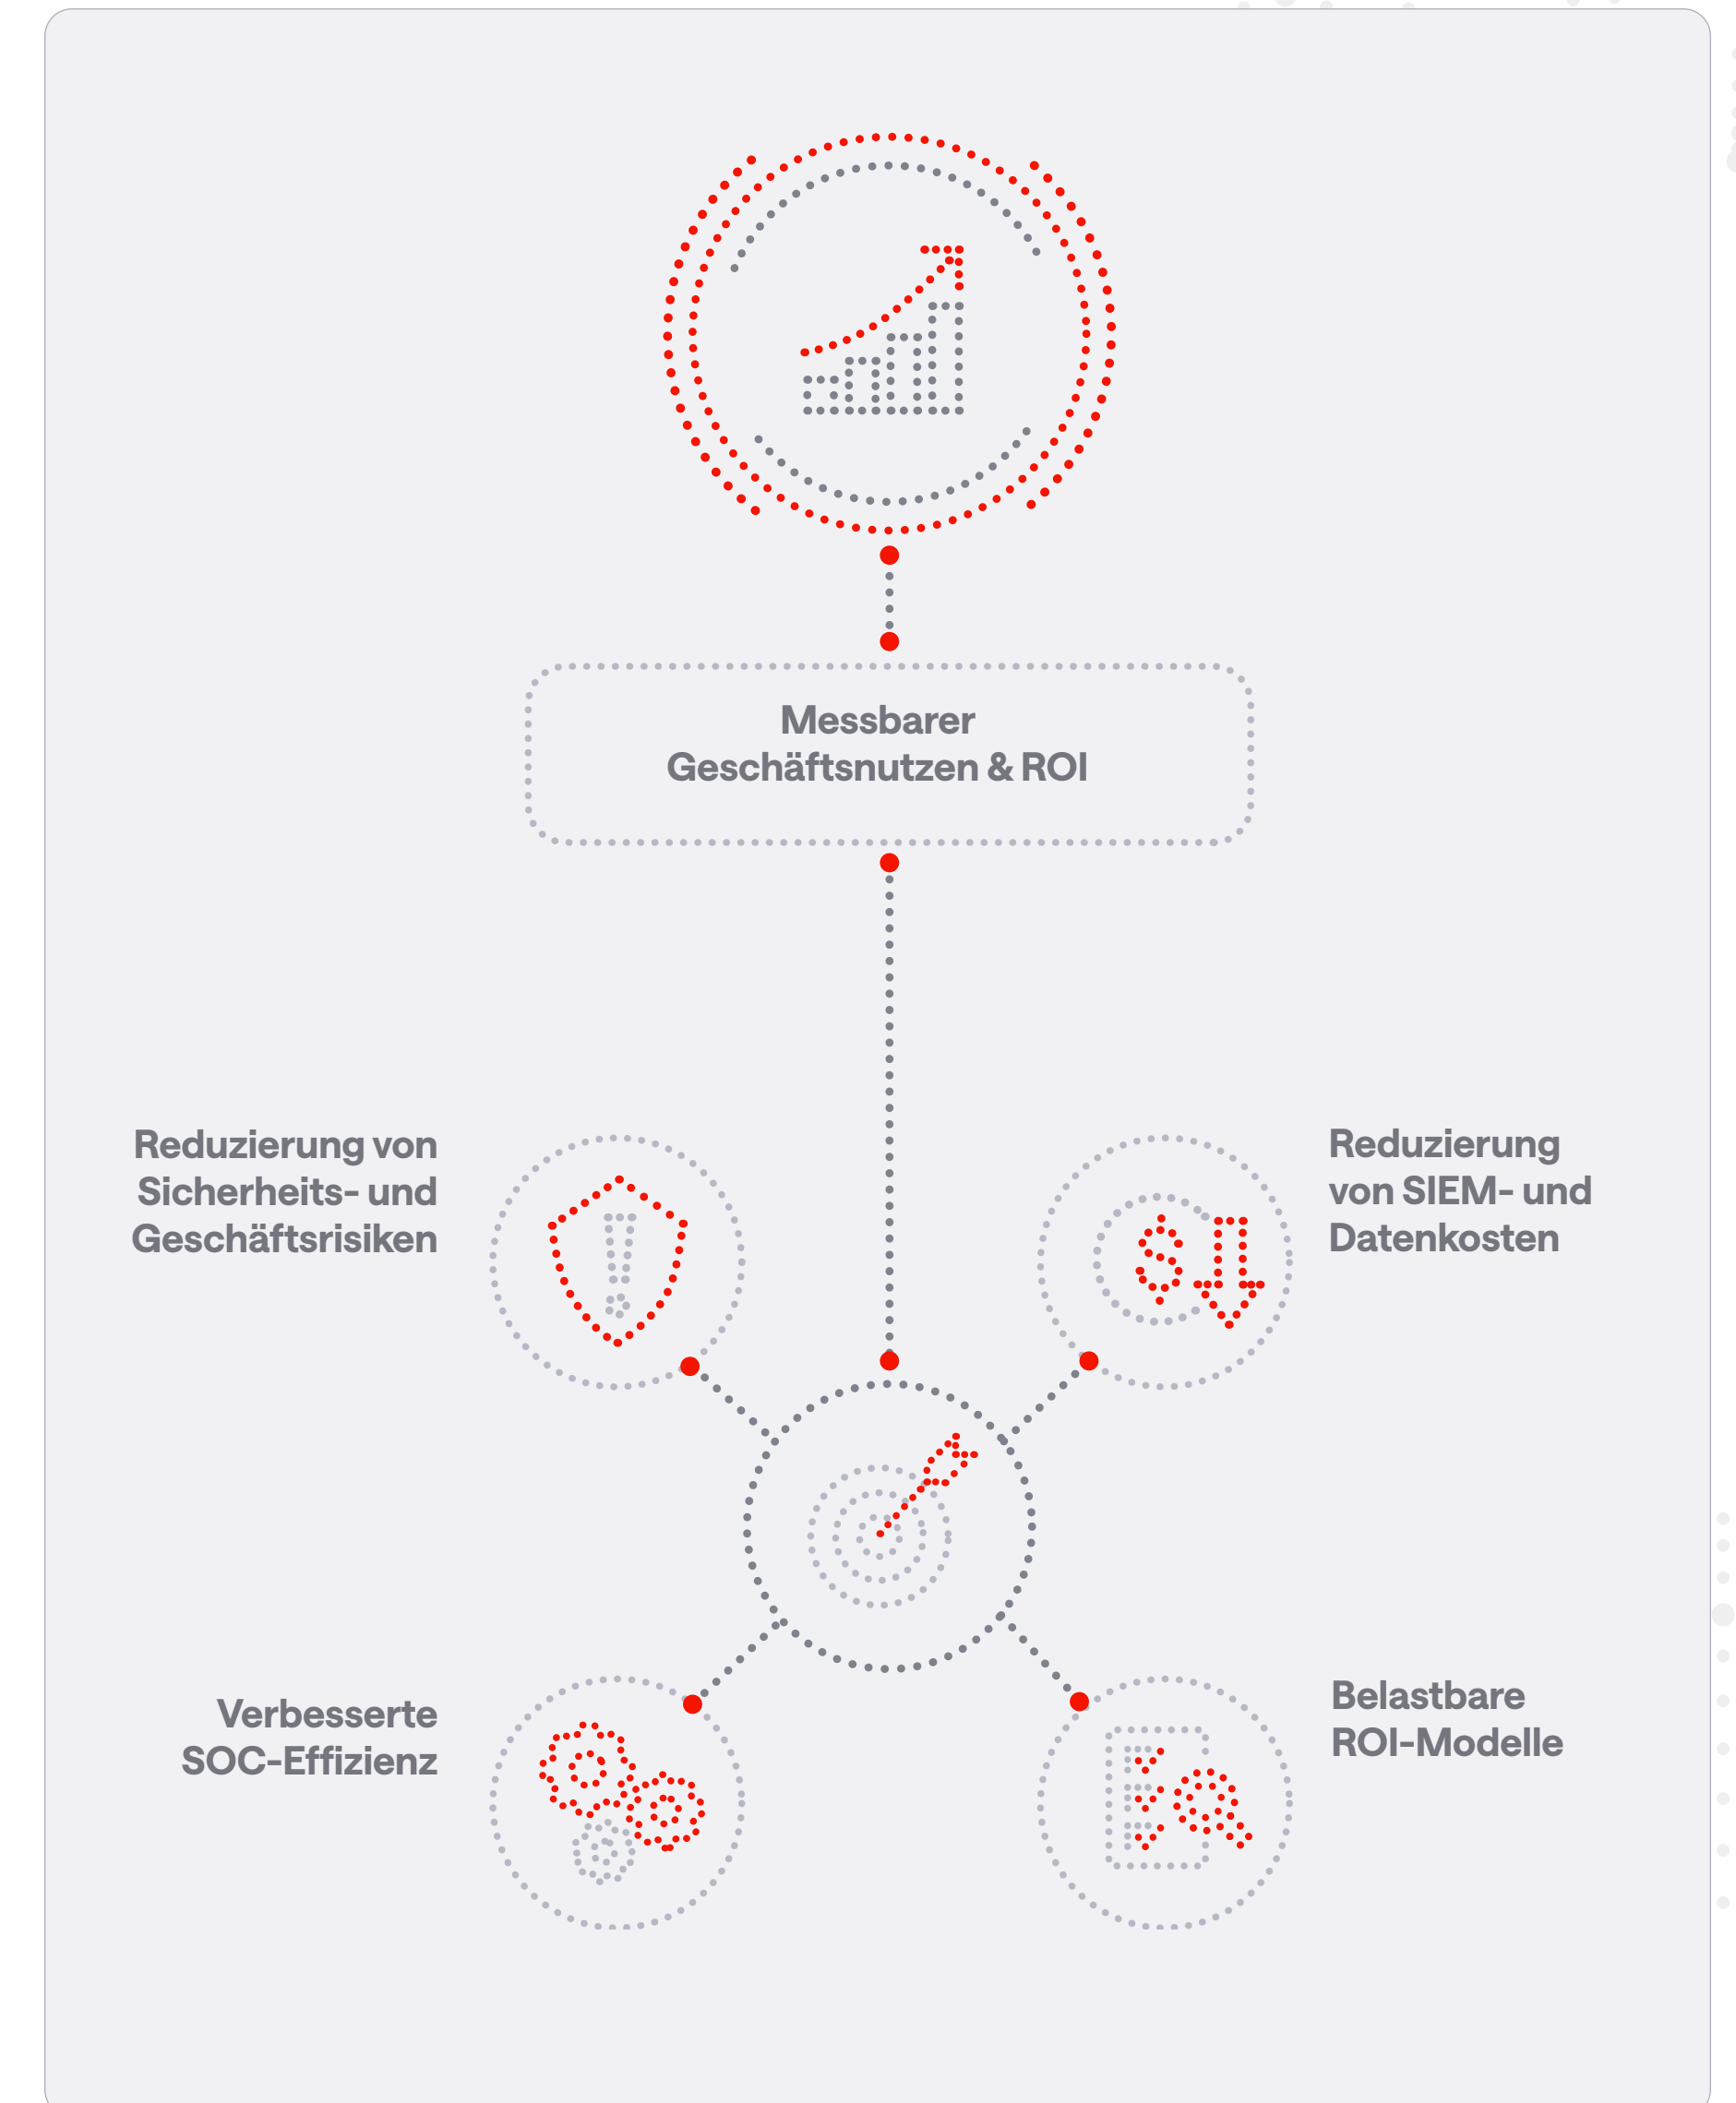 Messbarer
Geschäftsnutzen & ROI
Reduzierung von
Sicherheits- und
Geschäftsrisiken
Reduzierung
von SIEM- und
Datenkosten
Verbesserte
SOC-Effizienz
Belastbare
ROI-Modelle